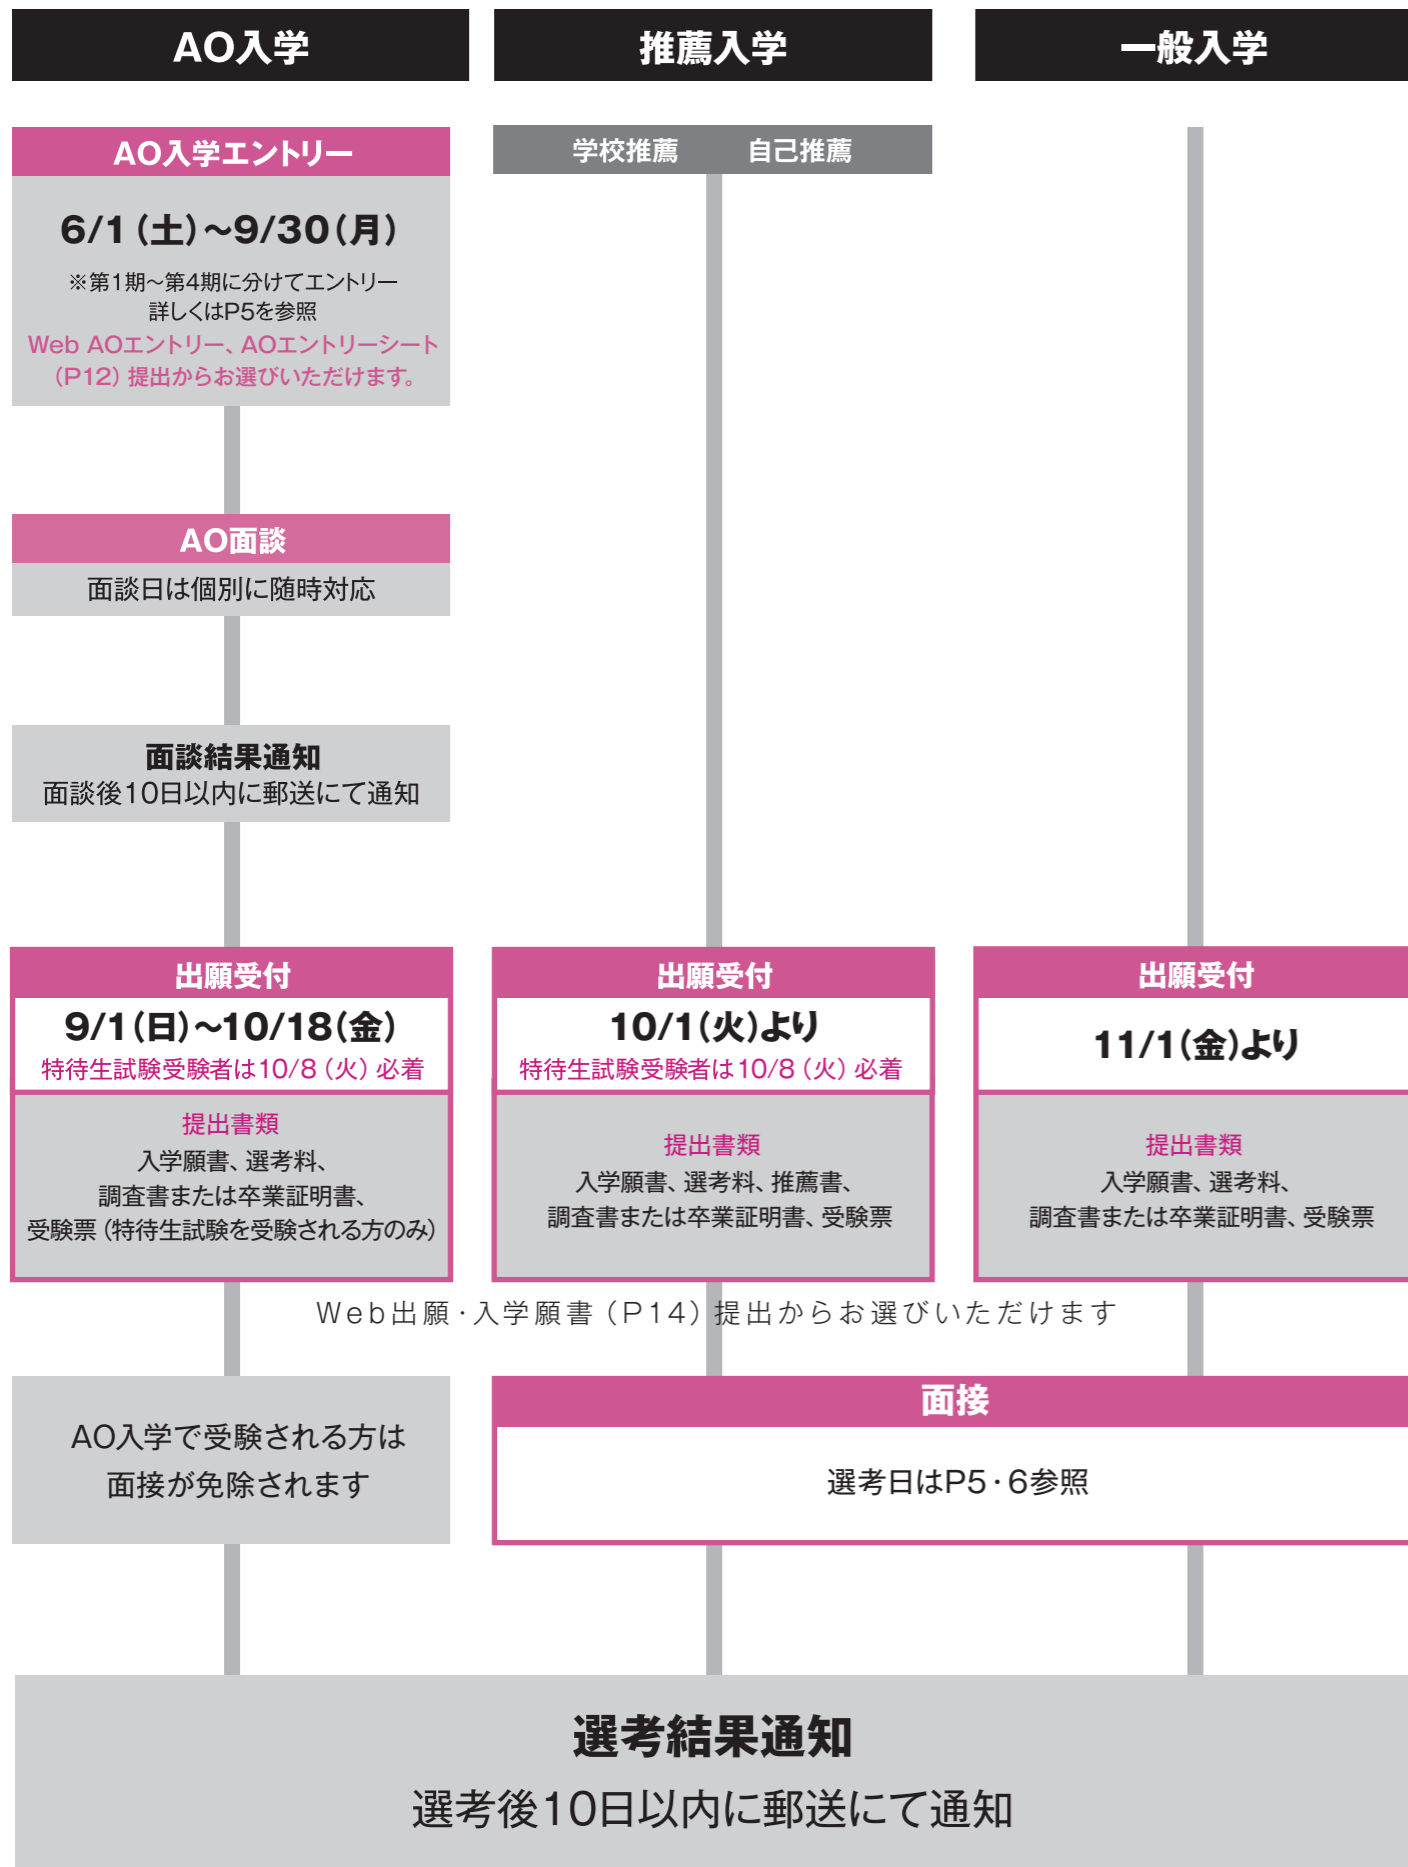 AO入学
推薦入学
一般入学
AO入学エントリー
6/1（土）～9/30（月）
※第1期～第4期に分けてエントリー
詳しくはP5を参照
Web AOエントリー、AOエントリーシート
（P12）提出からお選びいただけます。
学校推薦 自己推薦
AO面談
面談日は個別に随時対応
面談結果通知
面談後10日以内に郵送にて通知
出願受付
9/1（日）～10/18（金）
特待生試験受験者は10/8（火）必着
提出書類
入学願書、選考料、
調査書または卒業証明書、
受験票（特待生試験を受験される方のみ）
出願受付
10/1（火）より
特待生試験受験者は10/8（火）必着
提出書類
入学願書、選考料、推薦書、
調査書または卒業証明書、受験票
出願受付
11/1（金）より
提出書類
入学願書、選考料、
調査書または卒業証明書、受験票
Web出願・入学願書（P14）提出からお選びいただけます
AO入学で受験される方は
面接が免除されます
面接
選考日はP5・6参照
選考結果通知
選考後10日以内に郵送にて通知